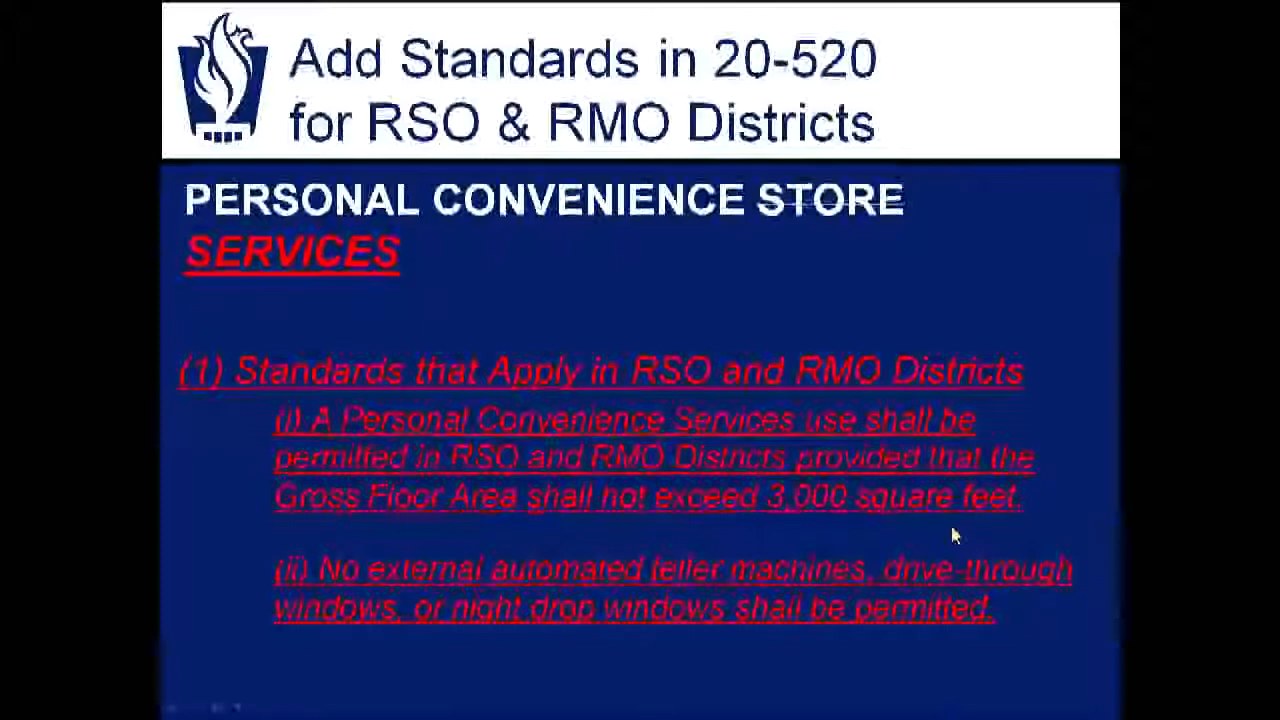 Add Standards in 20-520
for RSO & RMO Districts
PERSONAL CONVENIENCE STORE
SERVICES
(1) Standards that Apply in RSO and RMO Districts
(i) A Personal Convenience Services use shall be
permitted in RSO and RMO Districts provided that the
Gross Floor Area shall not exceed 3,000 square feet.
(ii) No external automated teller machines, drive-through
windows, or night drop windows shall be permitted.